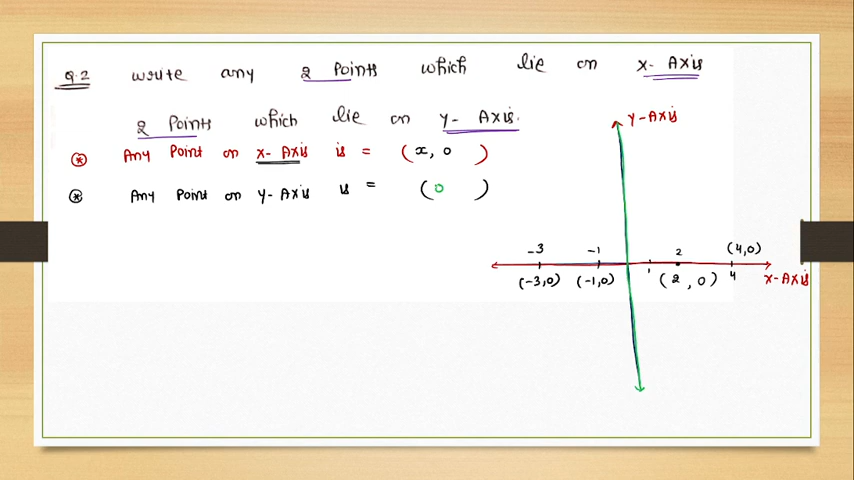 Q.2 write any 2 Points which lie on x-Axis
2 Points which lie on y-Axis.
* Any Point on x-Axis is = (x, 0 )
* Any Point on y-Axis is = (0 )
Y-Axis
-3 -1 2 (4,0)
(-3,0) (-1,0) 1 (2, 0) 4 x-Axis